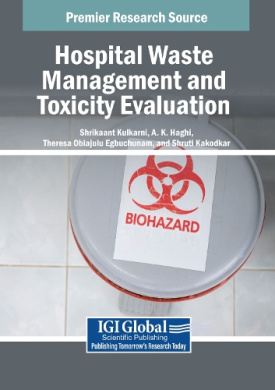 Premier Research Source
Hospital Waste
Management and
Toxicity Evaluation
Shrikaant Kulkarni, A. K. Haghi,
Theresa Obiajulu Egbuchunam, and Shruti Kakodkar
BIOHAZARD
IGI Global
Scientific Publishing
Publishing Tomorrow's Research Today